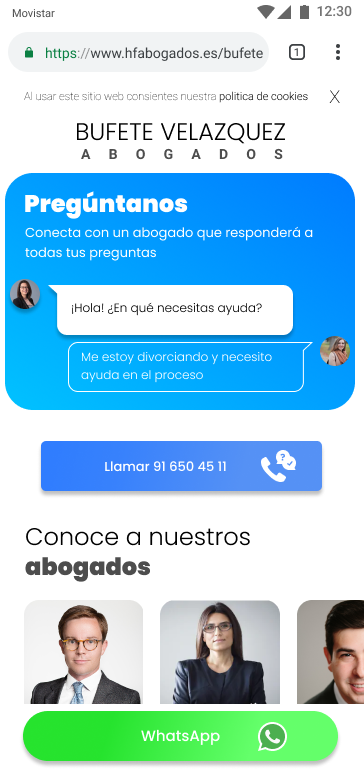 Movistar 12:30
https://www.hfabogados.es/bufete 1
Al usar este sitio web consientes nuestra politica de cookies X
BUFETE VELAZQUEZ
A B O G A D O S
Pregúntanos
Conecta con un abogado que responderá a
todas tus preguntas
¡Hola! ¿En qué necesitas ayuda?
Me estoy divorciando y necesito
ayuda en el proceso
Llamar 91 650 45 11
Conoce a nuestros
abogados
WhatsApp